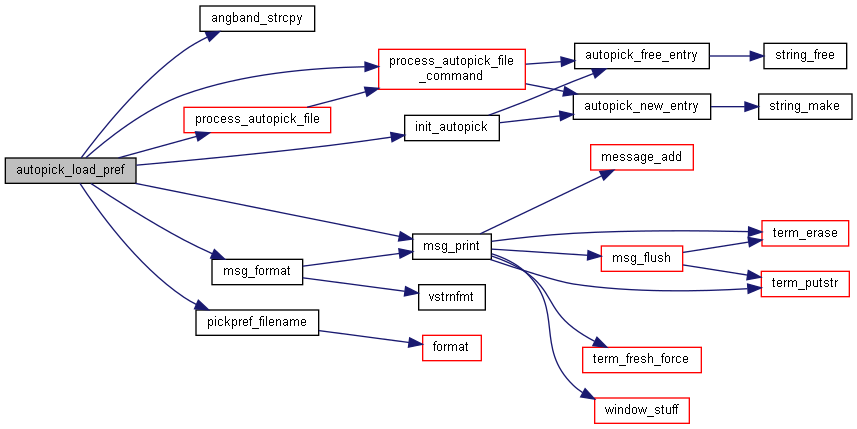 autopick_load_pref
angband_strcpy
process_autopick_file
process_autopick_file
_command
init_autopick
autopick_free_entry
string_free
autopick_new_entry
string_make
msg_format
msg_print
vstrnfmt
pickpref_filename
format
message_add
msg_flush
term_erase
term_putstr
term_fresh_force
window_stuff